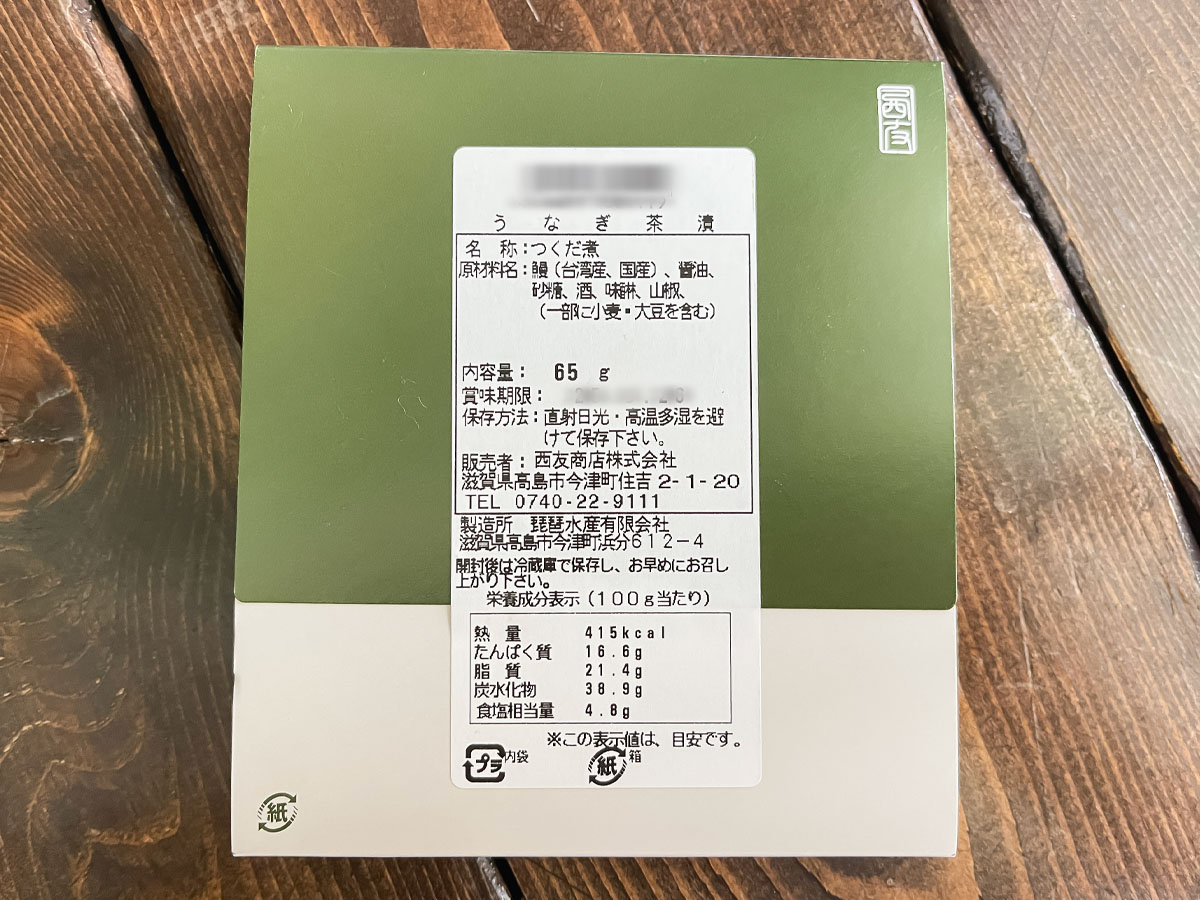 西友
うなぎ茶漬
名 称：つくだ煮
原材料名：鰻（台湾産、国産）、醤油、
砂糖、酒、味醂、山椒、
（一部に小麦・大豆を含む）
内容量： 65 g
賞味期限：
保存方法：直射日光・高温多湿を避
けて保存下さい。
販売者：西友商店株式会社
滋賀県高島市今津町住吉2-1-20
TEL 0740-22-9111
製造所 琵琶水産有限会社
滋賀県高島市今津町浜分612-4
開封後は冷蔵庫で保存し、お早めにお召し
上がり下さい。
栄養成分表示（100g当たり）
熱 量 415kcal
たんぱく質 16.6g
脂 質 21.4g
炭水化物 38.9g
食塩相当量 4.8g
※この表示値は、目安です。
プラ 内袋 紙 箱
紙